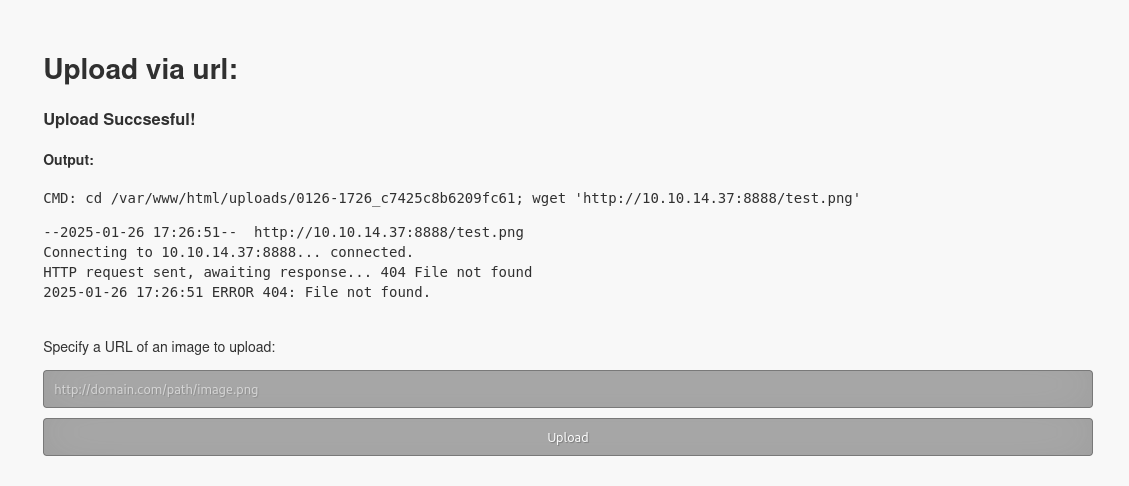 Upload via url:
Upload Succsesful!
Output:
CMD: cd /var/www/html/uploads/0126-1726_c7425c8b6209fc61; wget 'http://10.10.14.37:8888/test.png'
--2025-01-26 17:26:51--  http://10.10.14.37:8888/test.png
Connecting to 10.10.14.37:8888... connected.
HTTP request sent, awaiting response... 404 File not found
2025-01-26 17:26:51 ERROR 404: File not found.
Specify a URL of an image to upload:
http://domain.com/path/image.png
Upload